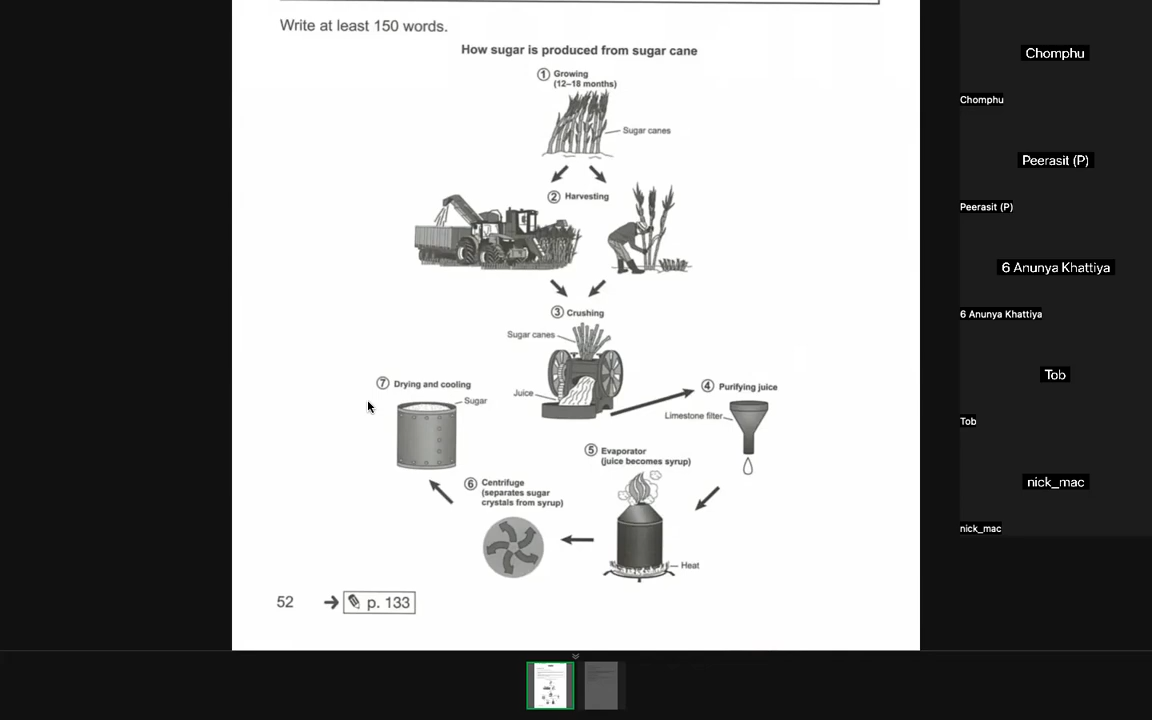 Write at least 150 words.
How sugar is produced from sugar cane
1 Growing
(12–18 months)
Sugar canes
2 Harvesting
3 Crushing
Sugar canes
Juice
4 Purifying juice
Limestone filter
5 Evaporator
(juice becomes syrup)
Heat
6 Centrifuge
(separates sugar
crystals from syrup)
7 Drying and cooling
Sugar
52 → p. 133
Chomphu
Chomphu
Peerasit (P)
Peerasit (P)
6 Anunya Khattiya
6 Anunya Khattiya
Tob
Tob
nick_mac
nick_mac